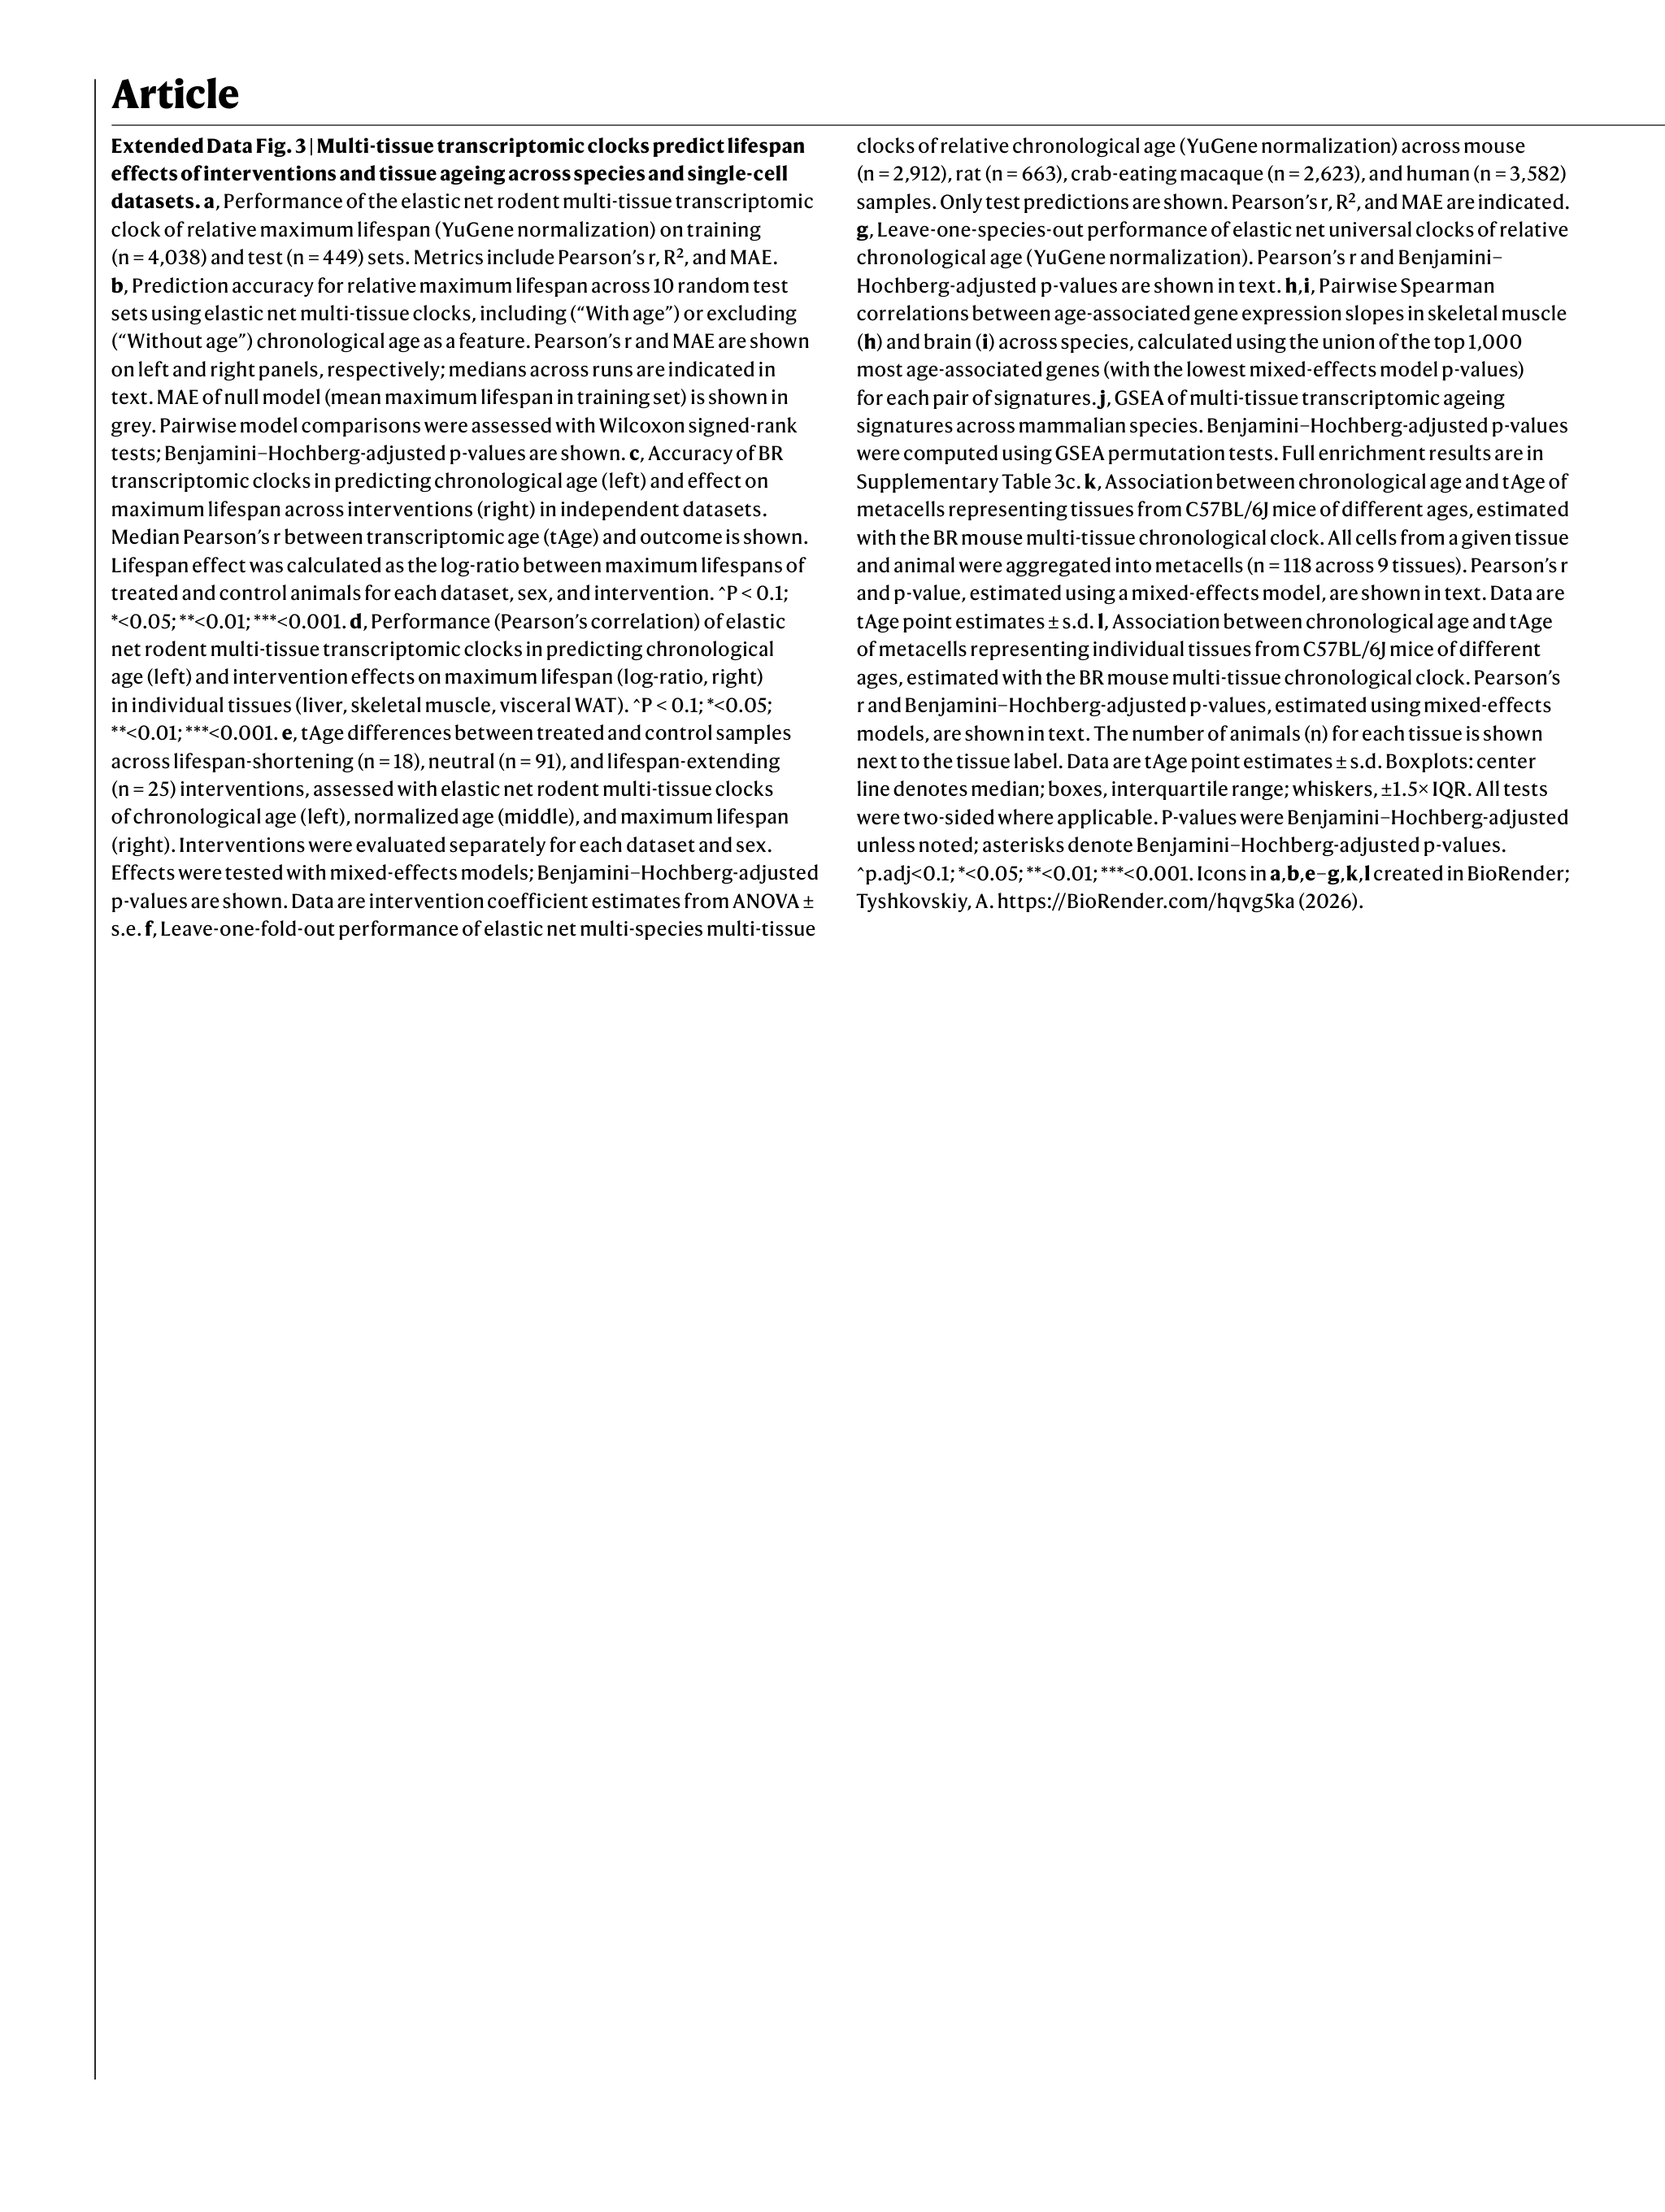 Article
Extended Data Fig. 3 | Multi-tissue transcriptomic clocks predict lifespan
effects of interventions and tissue ageing across species and single-cell
datasets. a, Performance of the elastic net rodent multi-tissue transcriptomic
clock of relative maximum lifespan (YuGene normalization) on training
(n = 4,038) and test (n = 449) sets. Metrics include Pearson’s r, R², and MAE.
b, Prediction accuracy for relative maximum lifespan across 10 random test
sets using elastic net multi-tissue clocks, including (“With age”) or excluding
(“Without age”) chronological age as a feature. Pearson’s r and MAE are shown
on left and right panels, respectively; medians across runs are indicated in
text. MAE of null model (mean maximum lifespan in training set) is shown in
grey. Pairwise model comparisons were assessed with Wilcoxon signed-rank
tests; Benjamini–Hochberg-adjusted p-values are shown. c, Accuracy of BR
transcriptomic clocks in predicting chronological age (left) and effect on
maximum lifespan across interventions (right) in independent datasets.
Median Pearson’s r between transcriptomic age (tAge) and outcome is shown.
Lifespan effect was calculated as the log-ratio between maximum lifespans of
treated and control animals for each dataset, sex, and intervention. ^P < 0.1;
*<0.05; **<0.01; ***<0.001. d, Performance (Pearson’s correlation) of elastic
net rodent multi-tissue transcriptomic clocks in predicting chronological
age (left) and intervention effects on maximum lifespan (log-ratio, right)
in individual tissues (liver, skeletal muscle, visceral WAT). ^P < 0.1; *<0.05;
**<0.01; ***<0.001. e, tAge differences between treated and control samples
across lifespan-shortening (n = 18), neutral (n = 91), and lifespan-extending
(n = 25) interventions, assessed with elastic net rodent multi-tissue clocks
of chronological age (left), normalized age (middle), and maximum lifespan
(right). Interventions were evaluated separately for each dataset and sex.
Effects were tested with mixed-effects models; Benjamini–Hochberg-adjusted
p-values are shown. Data are intervention coefficient estimates from ANOVA ±
s.e. f, Leave-one-fold-out performance of elastic net multi-species multi-tissue
clocks of relative chronological age (YuGene normalization) across mouse
(n = 2,912), rat (n = 663), crab-eating macaque (n = 2,623), and human (n = 3,582)
samples. Only test predictions are shown. Pearson’s r, R², and MAE are indicated.
g, Leave-one-species-out performance of elastic net universal clocks of relative
chronological age (YuGene normalization). Pearson’s r and Benjamini–
Hochberg-adjusted p-values are shown in text. h,i, Pairwise Spearman
correlations between age-associated gene expression slopes in skeletal muscle
(h) and brain (i) across species, calculated using the union of the top 1,000
most age-associated genes (with the lowest mixed-effects model p-values)
for each pair of signatures. j, GSEA of multi-tissue transcriptomic ageing
signatures across mammalian species. Benjamini–Hochberg-adjusted p-values
were computed using GSEA permutation tests. Full enrichment results are in
Supplementary Table 3c. k, Association between chronological age and tAge of
metacells representing tissues from C57BL/6J mice of different ages, estimated
with the BR mouse multi-tissue chronological clock. All cells from a given tissue
and animal were aggregated into metacells (n = 118 across 9 tissues). Pearson’s r
and p-value, estimated using a mixed-effects model, are shown in text. Data are
tAge point estimates ± s.d. l, Association between chronological age and tAge
of metacells representing individual tissues from C57BL/6J mice of different
ages, estimated with the BR mouse multi-tissue chronological clock. Pearson’s
r and Benjamini–Hochberg-adjusted p-values, estimated using mixed-effects
models, are shown in text. The number of animals (n) for each tissue is shown
next to the tissue label. Data are tAge point estimates ± s.d. Boxplots: center
line denotes median; boxes, interquartile range; whiskers, ±1.5× IQR. All tests
were two-sided where applicable. P-values were Benjamini–Hochberg-adjusted
unless noted; asterisks denote Benjamini–Hochberg-adjusted p-values.
^p.adj<0.1; *<0.05; **<0.01; ***<0.001. Icons in a,b,e–g,k,l created in BioRender;
Tyshkovskiy, A. https://BioRender.com/hqvg5ka (2026).